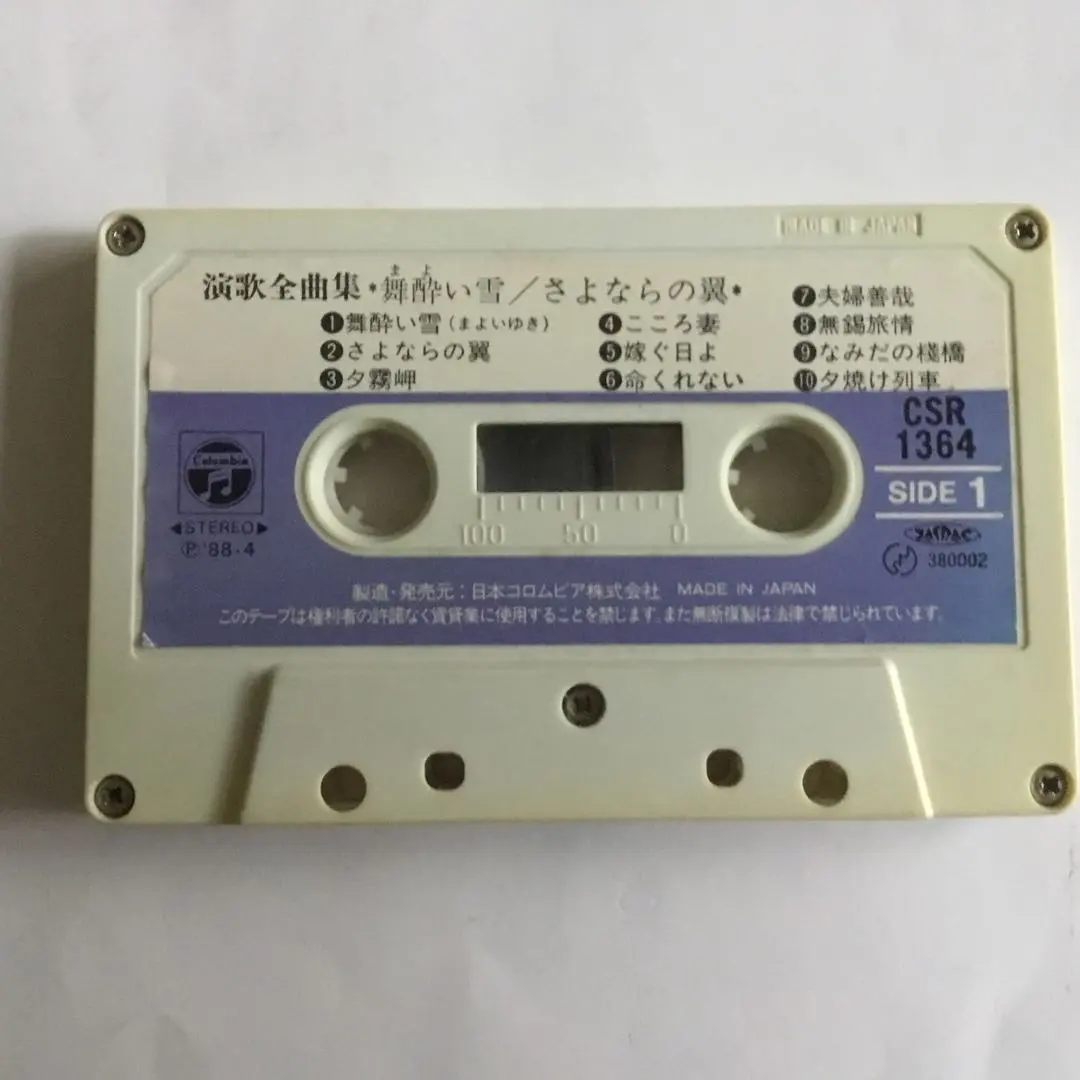 MADE IN JAPAN
演歌全曲集•舞酔い雪／さよならの翼•
まよ
❶舞酔い雪(まよいゆき)
❷さよならの翼
❸夕霧岬
❹こころ妻
❺嫁ぐ日よ
❻命くれない
❼夫婦善哉
❽無錫旅情
❾なみだの棧橋
❿夕焼け列車
Columbia
◀STEREO▶
Ⓟ'88・4
CSR
1364
SIDE 1
380002
100 50 0
製造・発売元：日本コロムビア株式会社 MADE IN JAPAN
このテープは権利者の許諾なく賃貸業に使用することを禁じます。また無断複製は法律で禁じられています。